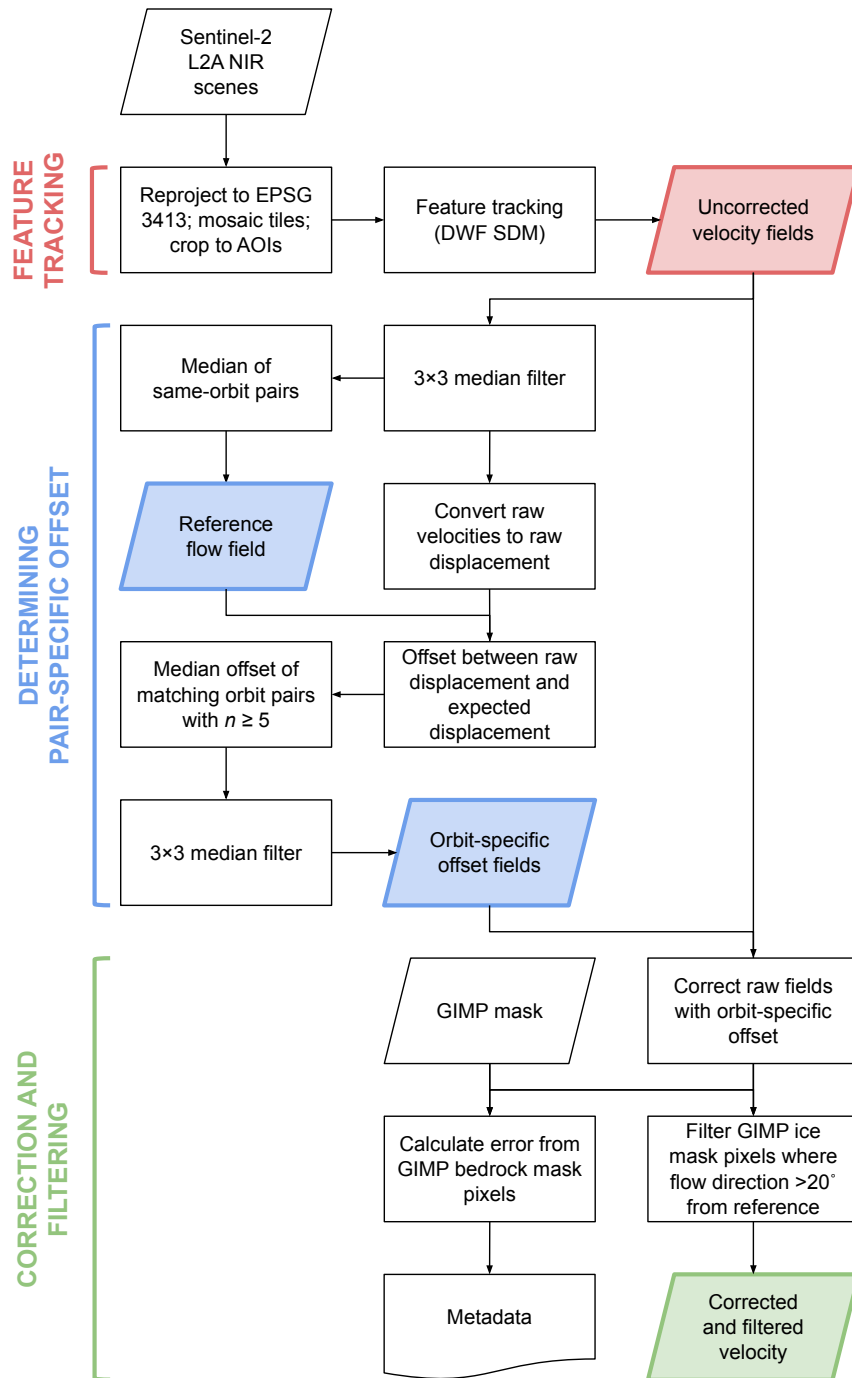 Sentinel-2
L2A NIR
scenes
FEATURE
TRACKING
Reproject to EPSG
3413; mosaic tiles;
crop to AOIs
Feature tracking
(DWF SDM)
Uncorrected
velocity fields
DETERMINING
PAIR-SPECIFIC OFFSET
Median of
same-orbit pairs
3×3 median filter
Reference
flow field
Convert raw
velocities to raw
displacement
Median offset of
matching orbit pairs
with n ≥ 5
Offset between raw
displacement and
expected
displacement
3×3 median filter
Orbit-specific
offset fields
CORRECTION AND
FILTERING
GIMP mask
Correct raw fields
with orbit-specific
offset
Calculate error from
GIMP bedrock mask
pixels
Filter GIMP ice
mask pixels where
flow direction >20˚
from reference
Metadata
Corrected
and filtered
velocity